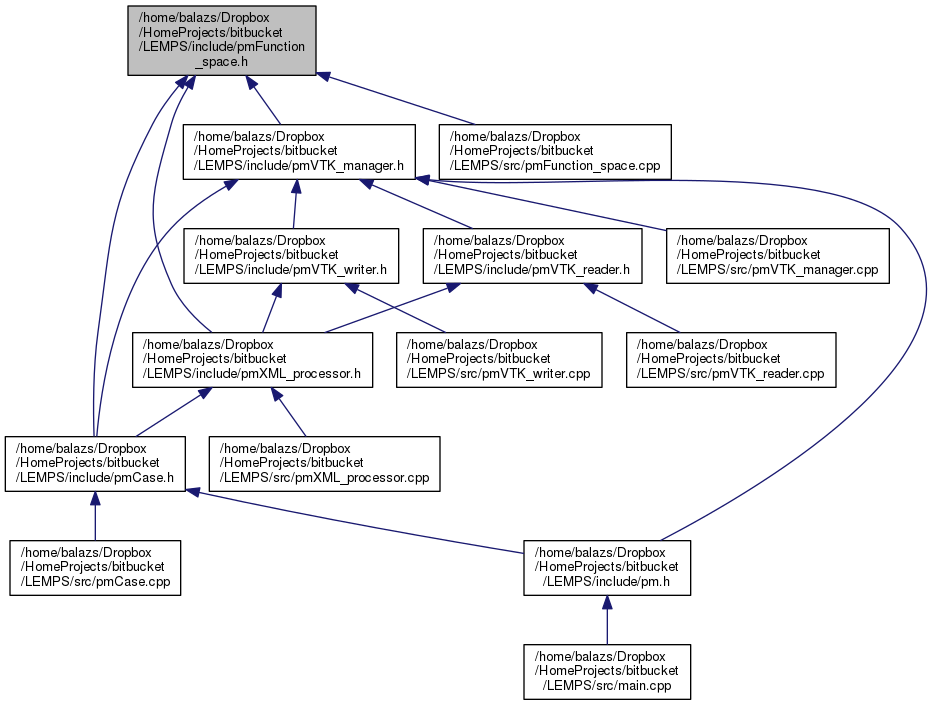 /home/balazs/Dropbox
/HomeProjects/bitbucket
/LEMPS/include/pmFunction
_space.h
/home/balazs/Dropbox
/HomeProjects/bitbucket
/LEMPS/include/pmVTK_manager.h
/home/balazs/Dropbox
/HomeProjects/bitbucket
/LEMPS/src/pmFunction_space.cpp
/home/balazs/Dropbox
/HomeProjects/bitbucket
/LEMPS/include/pmVTK_writer.h
/home/balazs/Dropbox
/HomeProjects/bitbucket
/LEMPS/include/pmVTK_reader.h
/home/balazs/Dropbox
/HomeProjects/bitbucket
/LEMPS/src/pmVTK_manager.cpp
/home/balazs/Dropbox
/HomeProjects/bitbucket
/LEMPS/include/pmXML_processor.h
/home/balazs/Dropbox
/HomeProjects/bitbucket
/LEMPS/src/pmVTK_writer.cpp
/home/balazs/Dropbox
/HomeProjects/bitbucket
/LEMPS/src/pmVTK_reader.cpp
/home/balazs/Dropbox
/HomeProjects/bitbucket
/LEMPS/include/pmCase.h
/home/balazs/Dropbox
/HomeProjects/bitbucket
/LEMPS/src/pmXML_processor.cpp
/home/balazs/Dropbox
/HomeProjects/bitbucket
/LEMPS/src/pmCase.cpp
/home/balazs/Dropbox
/HomeProjects/bitbucket
/LEMPS/include/pm.h
/home/balazs/Dropbox
/HomeProjects/bitbucket
/LEMPS/src/main.cpp